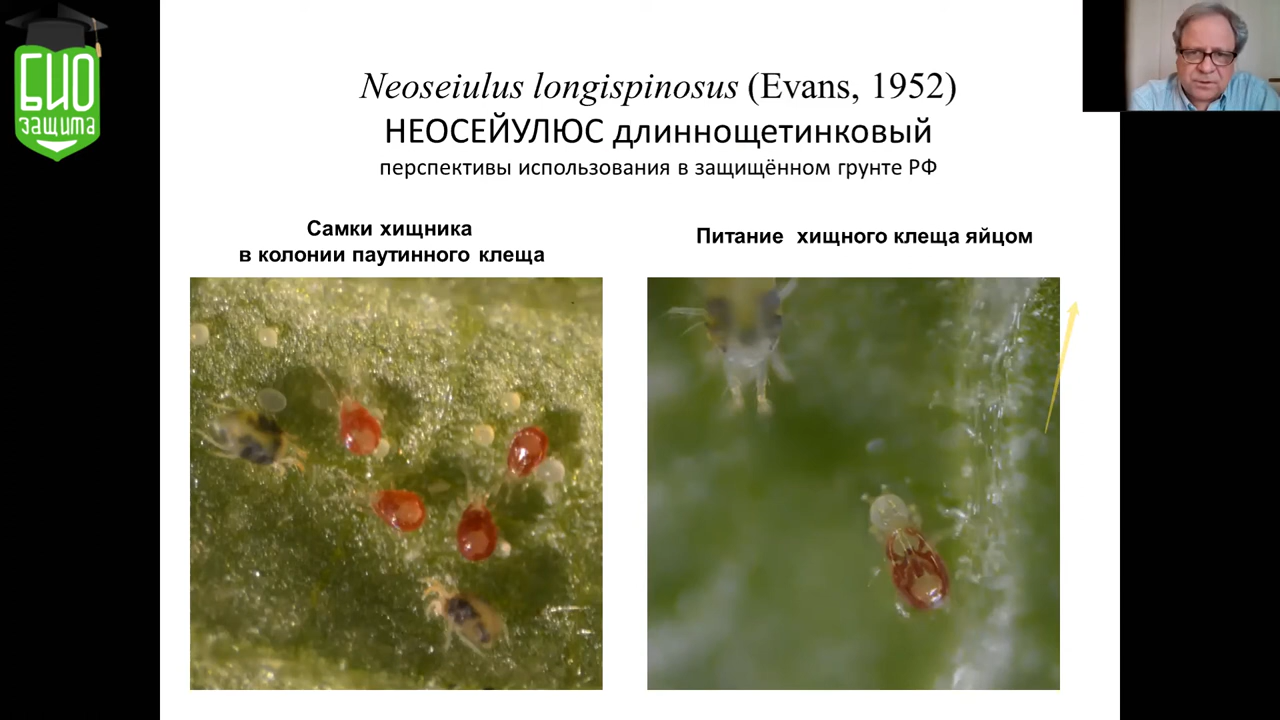 БИО
защита
Neoseiulus longispinosus (Evans, 1952)
НЕОСЕЙУЛЮС длиннощетинковый
перспективы использования в защищённом грунте РФ
Самки хищника
в колонии паутинного клеща
Питание хищного клеща яйцом